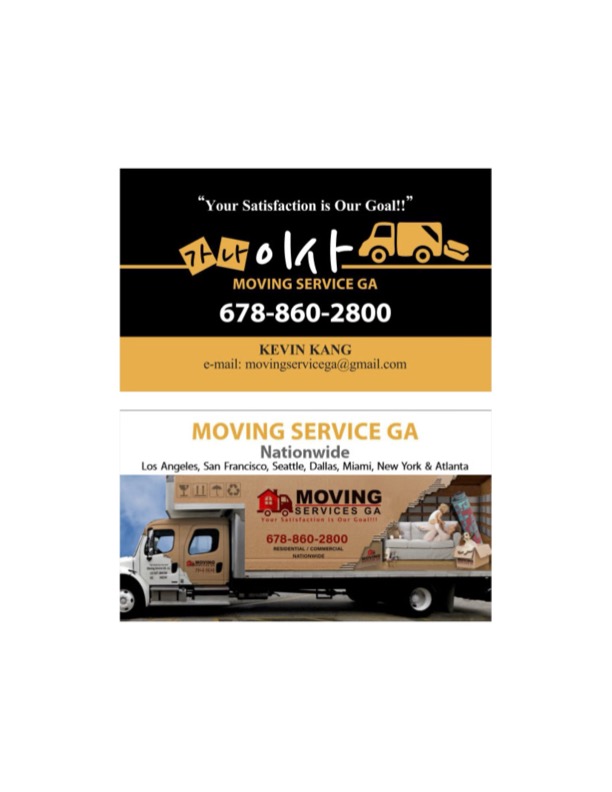 “Your Satisfaction is Our Goal!!”
가나이사
MOVING SERVICE GA
678-860-2800
KEVIN KANG
e-mail: movingservicega@gmail.com
MOVING SERVICE GA
Nationwide
Los Angeles, San Francisco, Seattle, Dallas, Miami, New York & Atlanta
MOVING
SERVICES GA
Your Satisfaction is Our Goal!!!
678-860-2800
RESIDENTIAL / COMMERCIAL
NATIONWIDE
MOVING